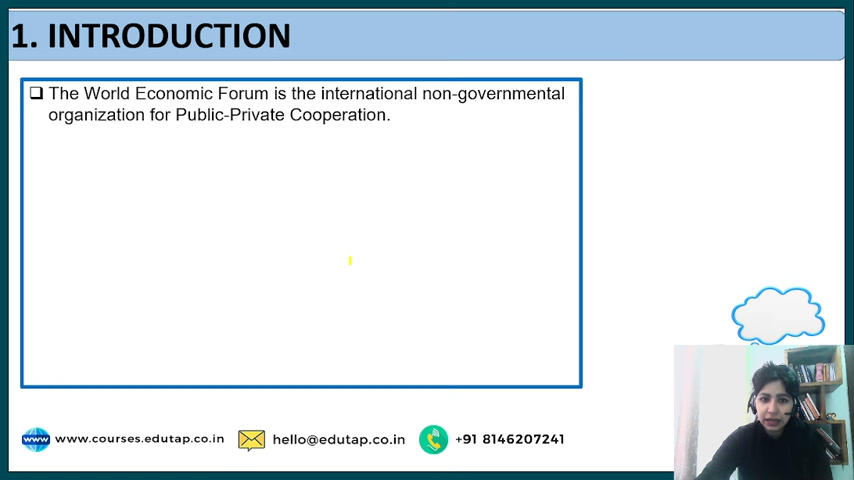 1. INTRODUCTION
❑ The World Economic Forum is the international non-governmental
organization for Public-Private Cooperation.
www www.courses.edutap.co.in hello@edutap.co.in +91 8146207241